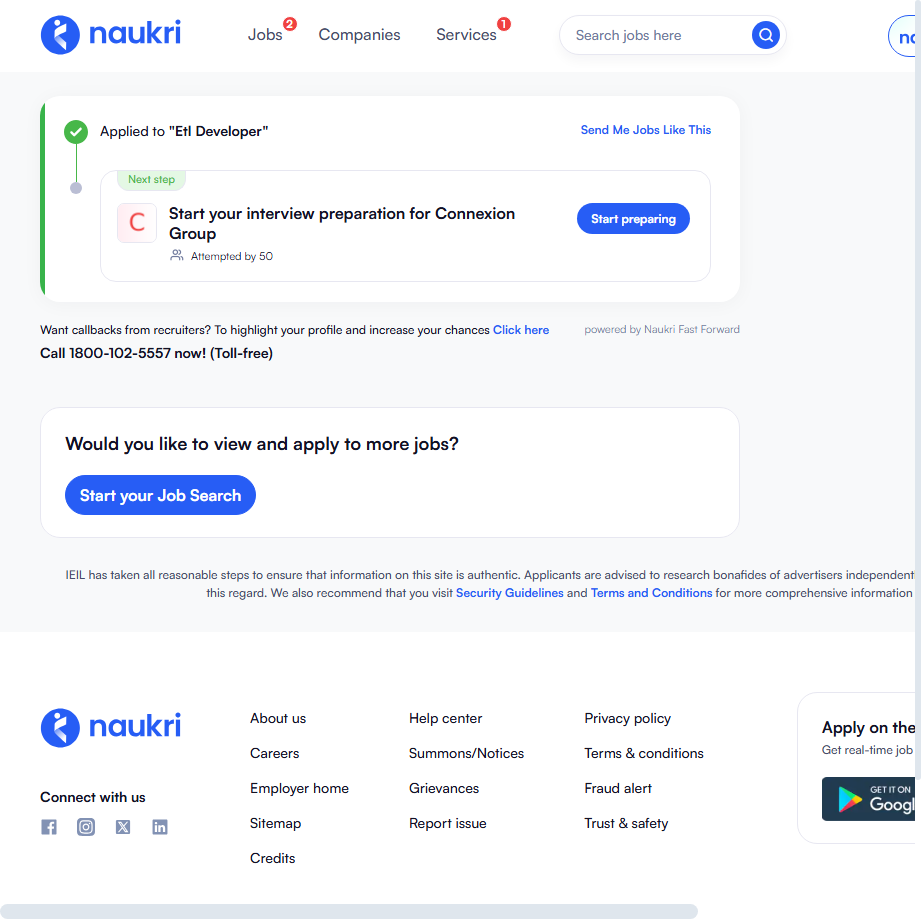 naukri
Jobs 2
Companies
Services 1
Search jobs here
Applied to "Etl Developer"
Send Me Jobs Like This
Next step
C
Start your interview preparation for Connexion
Group
Start preparing
Attempted by 50
Want callbacks from recruiters? To highlight your profile and increase your chances Click here
powered by Naukri Fast Forward
Call 1800-102-5557 now! (Toll-free)
Would you like to view and apply to more jobs?
Start your Job Search
IEIL has taken all reasonable steps to ensure that information on this site is authentic. Applicants are advised to research bonafides of advertisers independent
this regard. We also recommend that you visit Security Guidelines and Terms and Conditions for more comprehensive information
naukri
Connect with us
About us
Careers
Employer home
Sitemap
Credits
Help center
Summons/Notices
Grievances
Report issue
Privacy policy
Terms & conditions
Fraud alert
Trust & safety
Apply on the
Get real-time job
GET IT ON
Googl